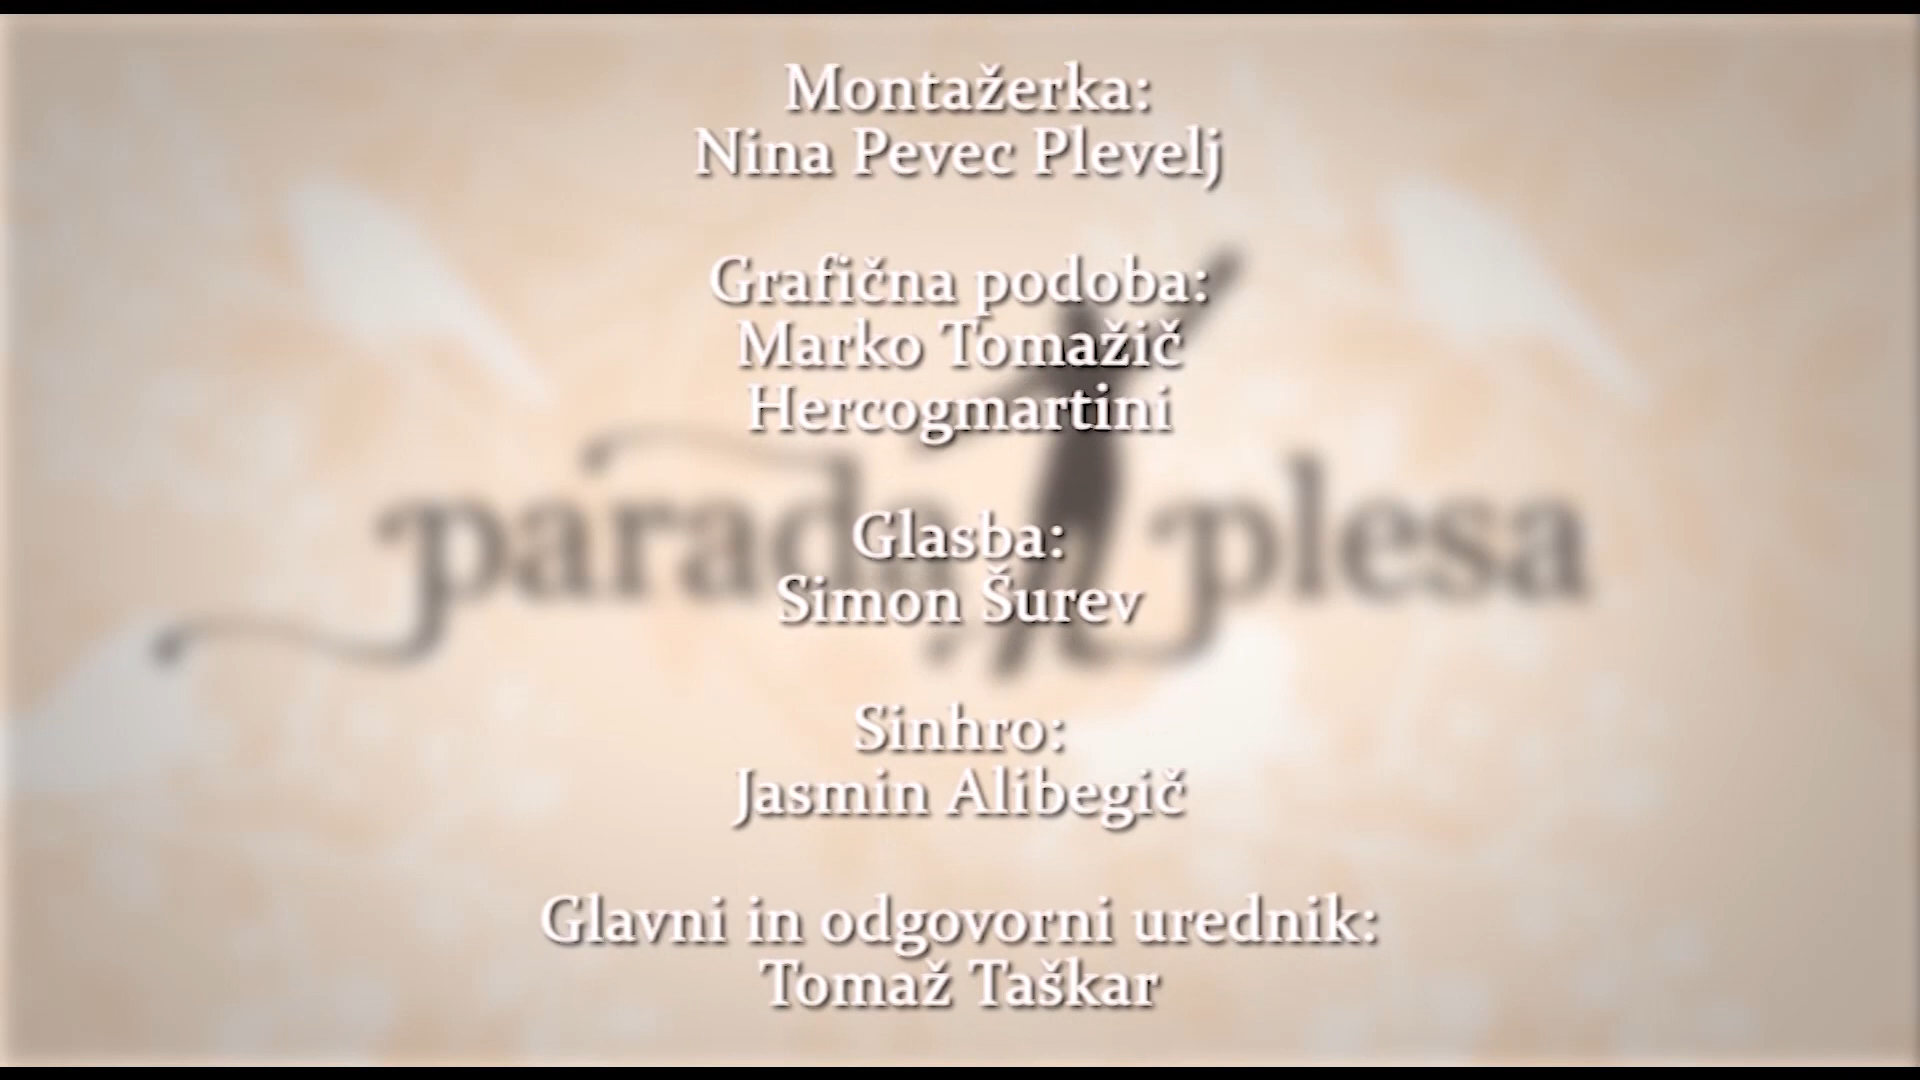 Montažerka:
Nina Pevec Plevelj
Grafična podoba:
Marko Tomažič
Hercogmartini
parada plesa
Glasba:
Simon Šurev
Sinhro:
Jasmin Alibegič
Glavni in odgovorni urednik:
Tomaž Taškar